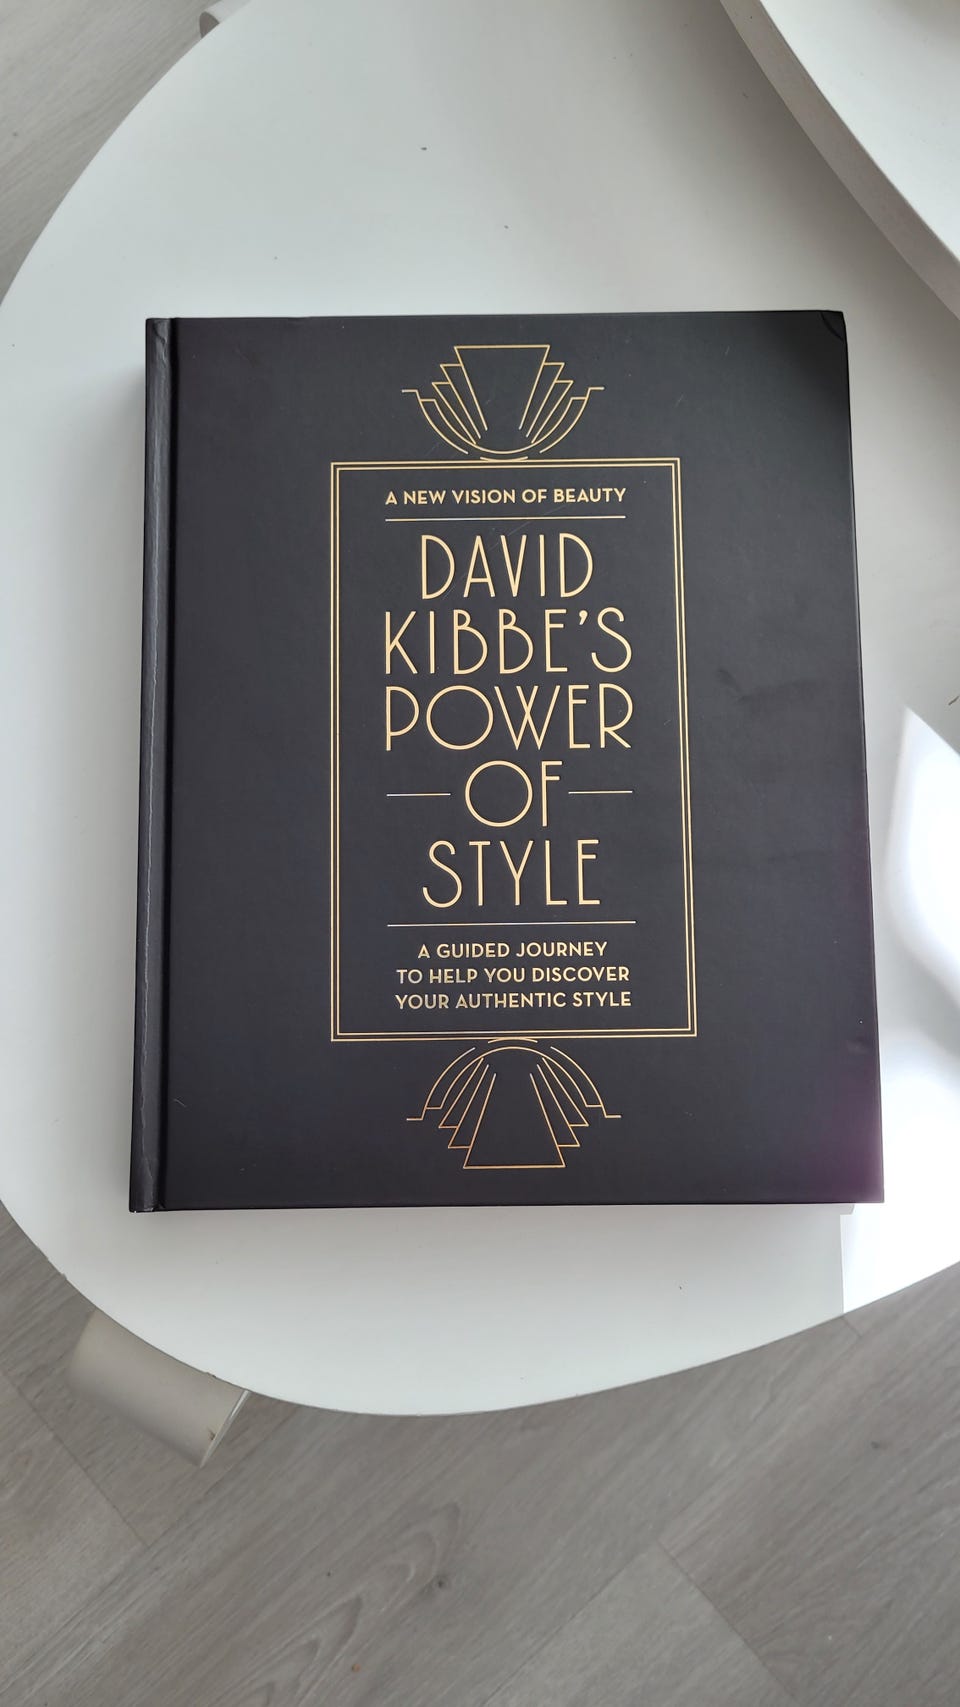 A NEW VISION OF BEAUTY
DAVID
KIBBE'S
POWER
OF
STYLE
A GUIDED JOURNEY
TO HELP YOU DISCOVER
YOUR AUTHENTIC STYLE